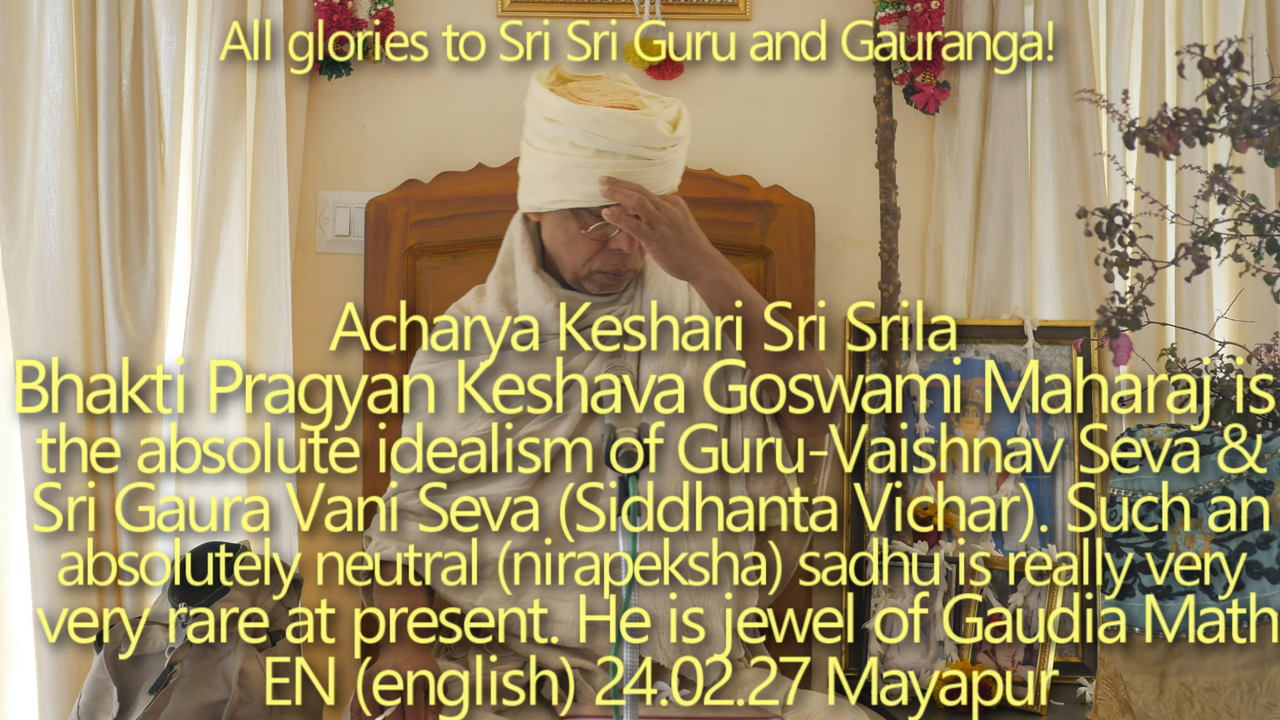 All glories to Sri Sri Guru and Gauranga!
Acharya Keshari Sri Srila
Bhakti Pragyan Keshava Goswami Maharaj is
the absolute idealism of Guru-Vaishnav Seva &
Sri Gaura Vani Seva (Siddhanta Vichar). Such an
absolutely neutral (nirapeksha) sadhu is really very
very rare at present. He is jewel of Gaudia Math
EN (english) 24.02.27 Mayapur